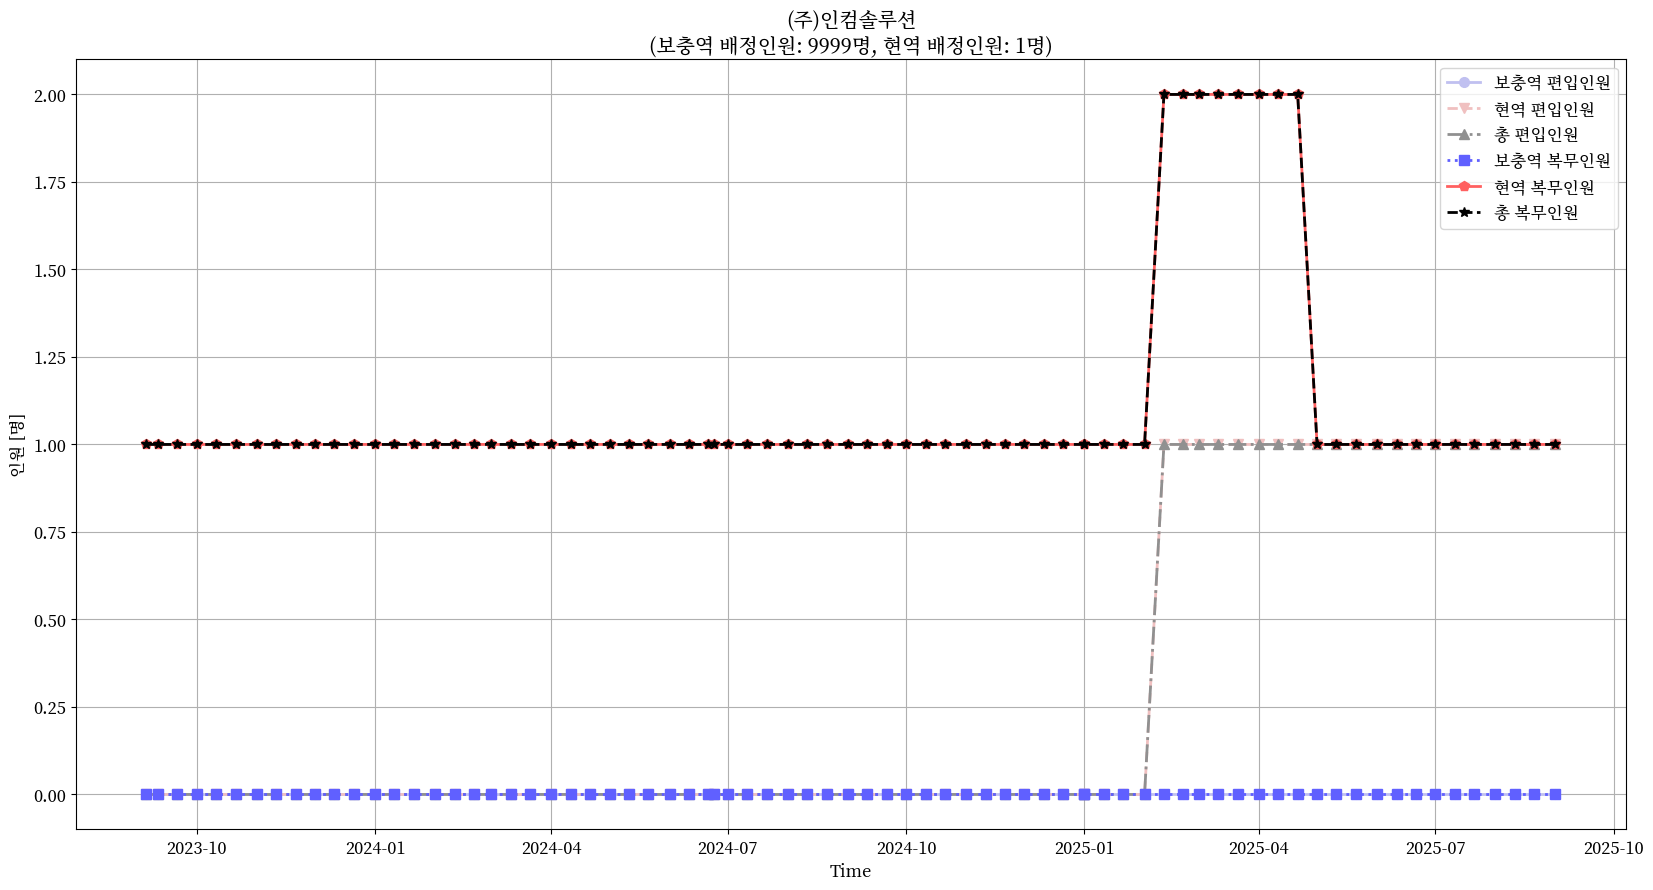 (주)인컴솔루션
(보충역 배정인원: 9999명, 현역 배정인원: 1명)
보충역 편입인원
현역 편입인원
총 편입인원
보충역 복무인원
현역 복무인원
총 복무인원
인원 [명]
2.00
1.75
1.50
1.25
1.00
0.75
0.50
0.25
0.00
2023-10
2024-01
2024-04
2024-07
2024-10
2025-01
2025-04
2025-07
2025-10
Time